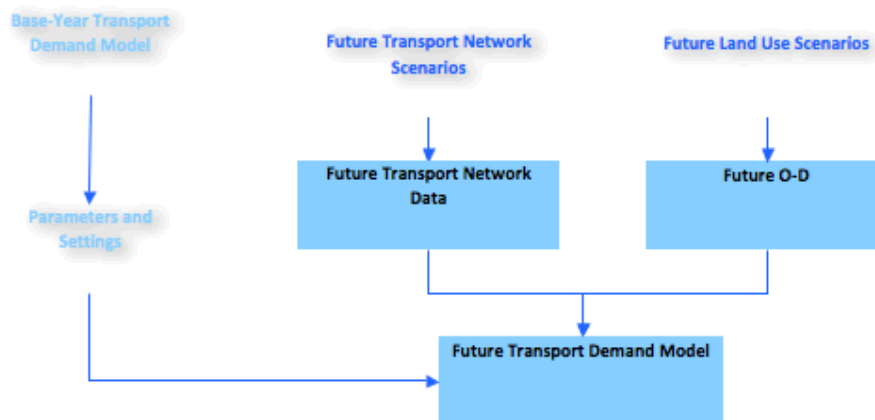 Base-Year Transport
Demand Model
Future Transport Network
Scenarios
Future Land Use Scenarios
Future Transport Network
Data
Future O-D
Parameters and
Settings
Future Transport Demand Model